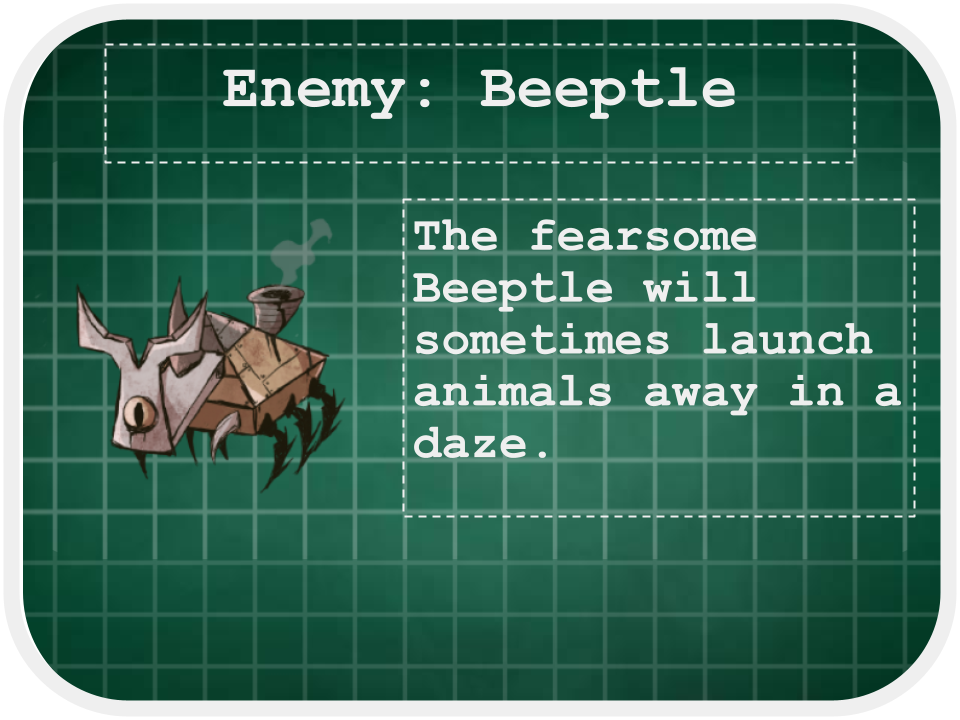 Enemy: Beeptle
The fearsome
Beeptle will
sometimes launch
animals away in a
daze.